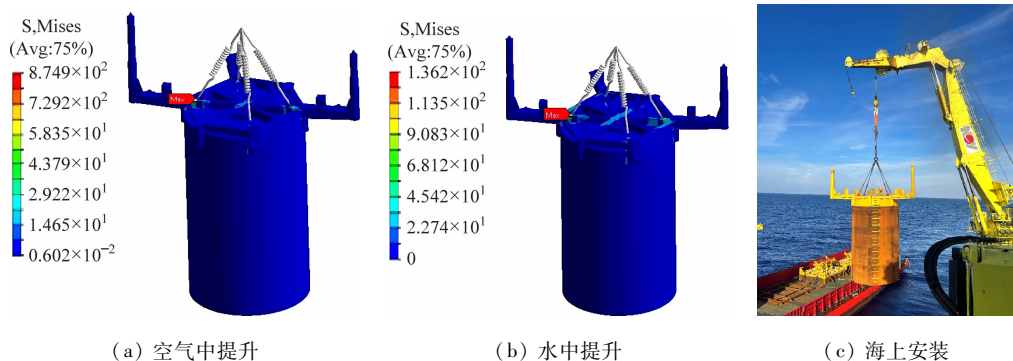 S,Mises
(Avg:75%)
8.749×10²
7.292×10²
5.835×10¹
4.379×10¹
2.922×10¹
1.465×10¹
0.602×10⁻²
Max
(a) 空气中提升
S,Mises
(Avg:75%)
1.362×10²
1.135×10²
9.083×10¹
6.812×10¹
4.542×10¹
2.274×10¹
0
Max
(b) 水中提升
(c) 海上安装